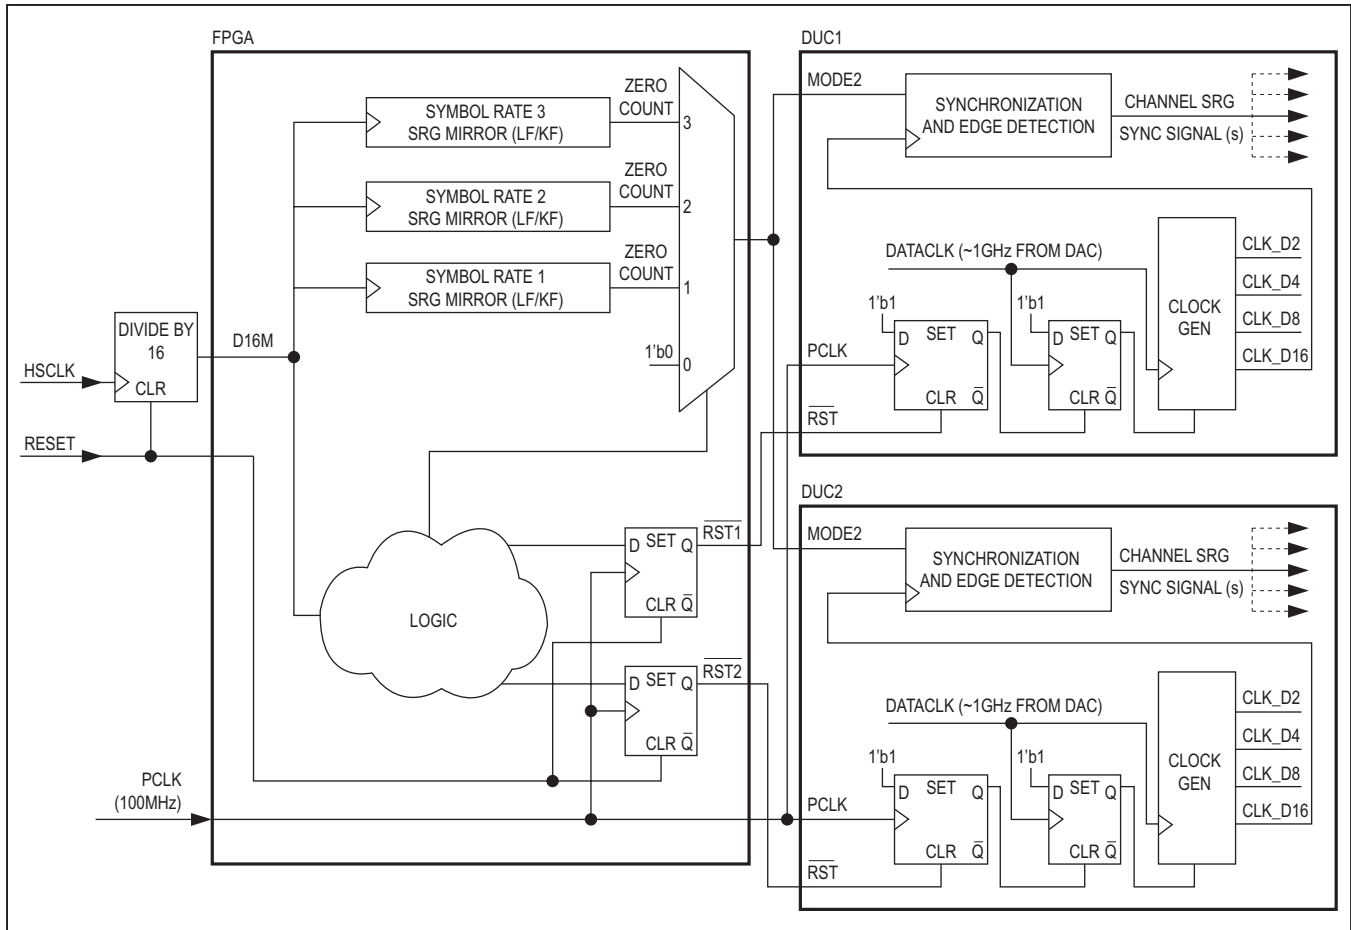 FPGA
DUC1
SYMBOL RATE 3
SRG MIRROR (LF/KF)
ZERO
COUNT
3
SYMBOL RATE 2
SRG MIRROR (LF/KF)
ZERO
COUNT
2
SYMBOL RATE 1
SRG MIRROR (LF/KF)
ZERO
COUNT
1
1'b0
0
DIVIDE BY
16
CLR
D16M
HSCLK
RESET
LOGIC
D SET Q
CLR Q̅
R̅S̅T̅1̅
D SET Q
CLR Q̅
R̅S̅T̅2̅
PCLK
(100MHz)
MODE2
SYNCHRONIZATION
AND EDGE DETECTION
CHANNEL SRG
SYNC SIGNAL (s)
DATACLK (~1GHz FROM DAC)
1'b1
D SET Q
CLR Q̅
1'b1
D SET Q
CLR Q̅
CLOCK
GEN
CLK_D2
CLK_D4
CLK_D8
CLK_D16
PCLK
R̅S̅T̅
DUC2
MODE2
SYNCHRONIZATION
AND EDGE DETECTION
CHANNEL SRG
SYNC SIGNAL (s)
DATACLK (~1GHz FROM DAC)
1'b1
D SET Q
CLR Q̅
1'b1
D SET Q
CLR Q̅
CLOCK
GEN
CLK_D2
CLK_D4
CLK_D8
CLK_D16
PCLK
R̅S̅T̅